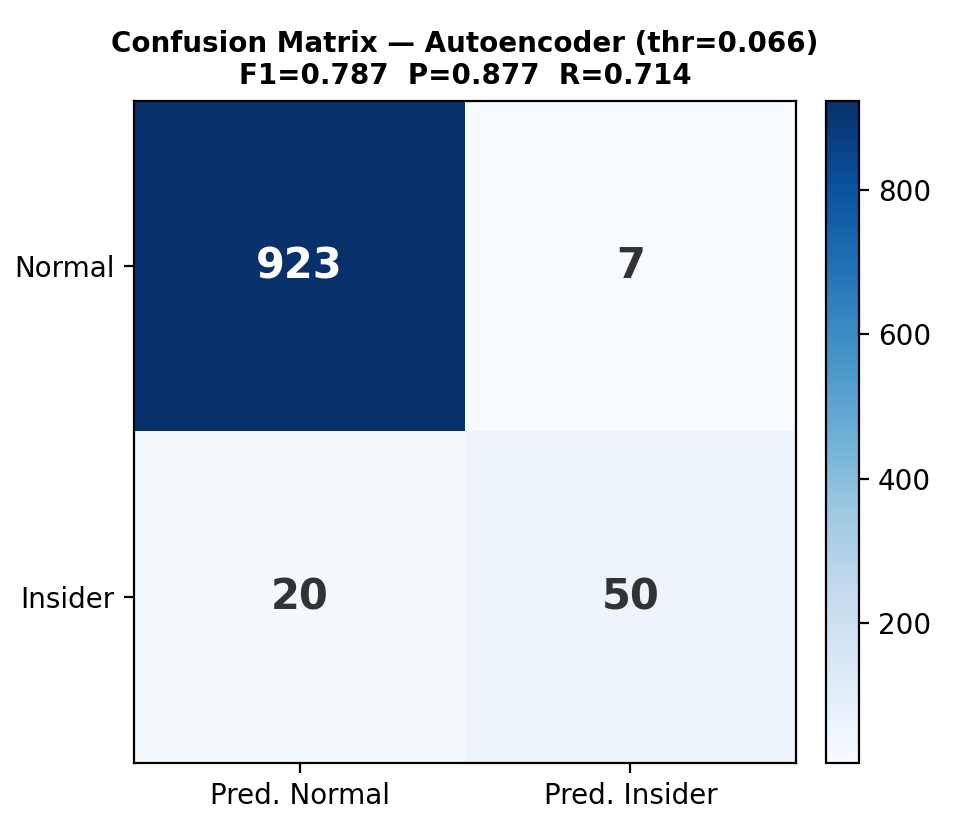 Confusion Matrix — Autoencoder (thr=0.066)
F1=0.787 P=0.877 R=0.714
Normal
923
7
Insider
20
50
Pred. Normal
Pred. Insider
800
600
400
200